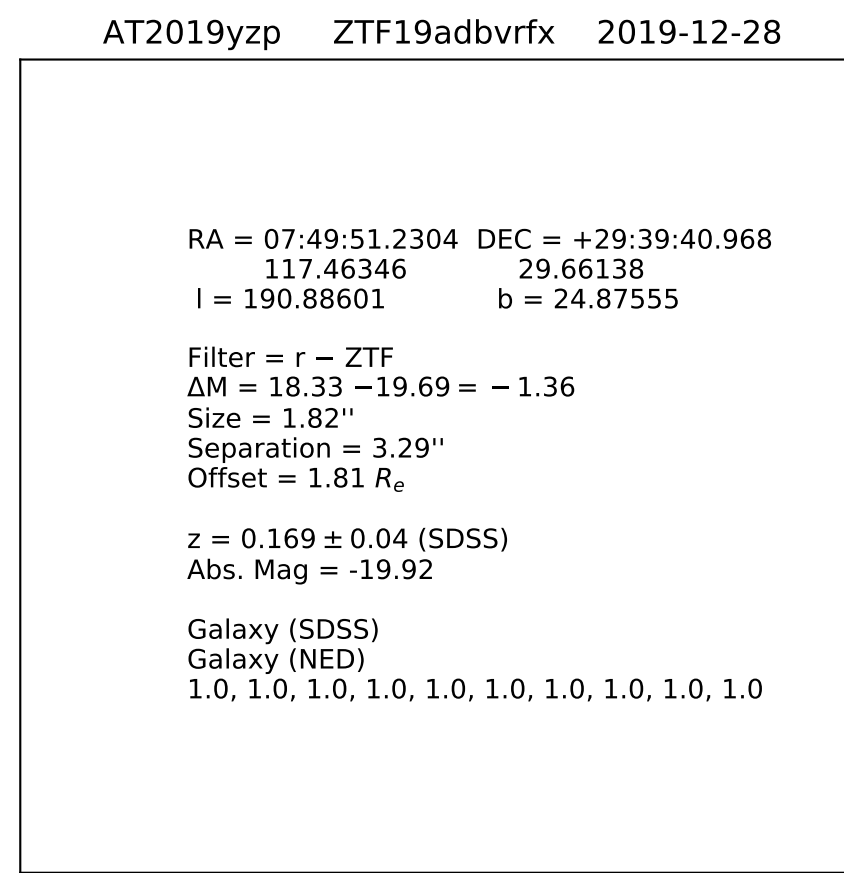 AT2019yzp ZTF19adbvrfx 2019-12-28
RA = 07:49:51.2304 DEC = +29:39:40.968
117.46346 29.66138
l = 190.88601 b = 24.87555
Filter = r − ZTF
ΔM = 18.33 −19.69 = − 1.36
Size = 1.82''
Separation = 3.29''
Offset = 1.81 Re
z = 0.169 ± 0.04 (SDSS)
Abs. Mag = -19.92
Galaxy (SDSS)
Galaxy (NED)
1.0, 1.0, 1.0, 1.0, 1.0, 1.0, 1.0, 1.0, 1.0, 1.0